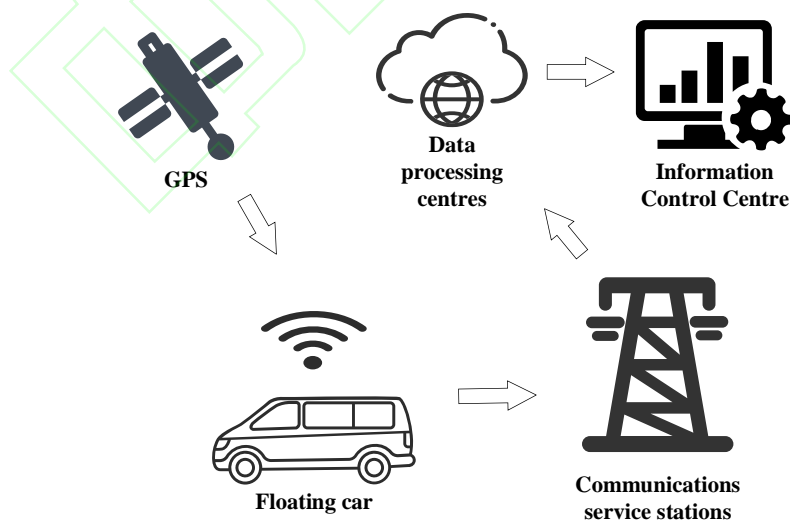 GPS
Data
processing
centres
Information
Control Centre
Floating car
Communications
service stations